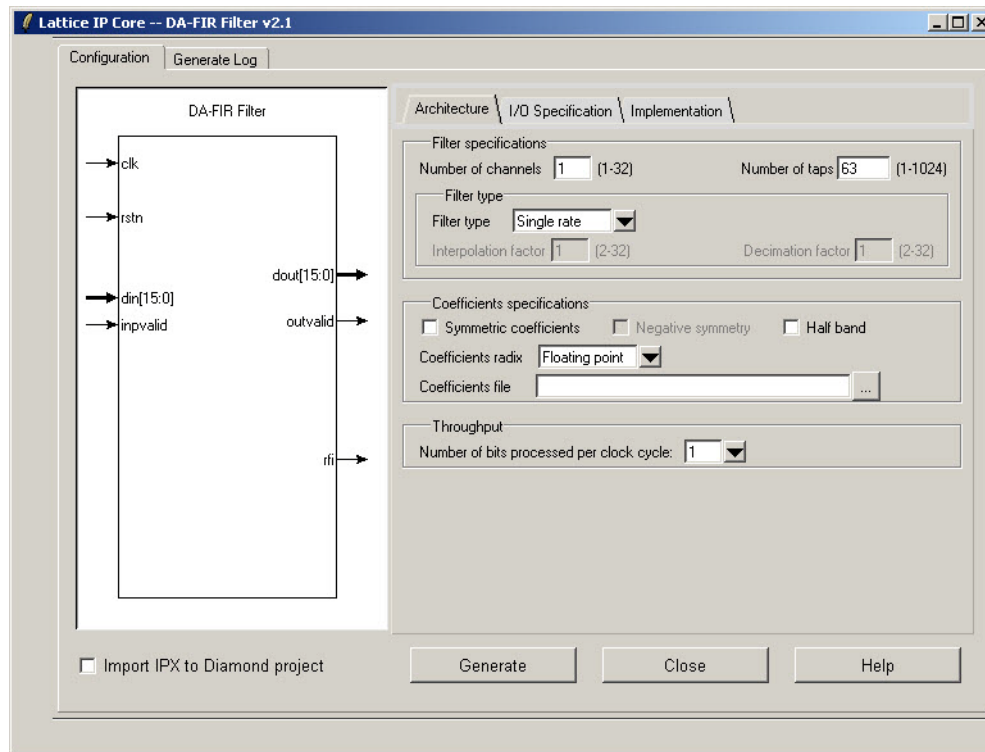 Lattice IP Core -- DA-FIR Filter v2.1
Configuration Generate Log
DA-FIR Filter
clk
rstn
din[15:0]
inpvalid
dout[15:0]
outvalid
rfi
Architecture I/O Specification Implementation
Filter specifications
Number of channels 1 (1-32) Number of taps 63 (1-1024)
Filter type
Filter type Single rate
Interpolation factor 1 (2-32) Decimation factor 1 (2-32)
Coefficients specifications
Symmetric coefficients Negative symmetry Half band
Coefficients radix Floating point
Coefficients file ...
Throughput
Number of bits processed per clock cycle: 1
Import IPX to Diamond project Generate Close Help